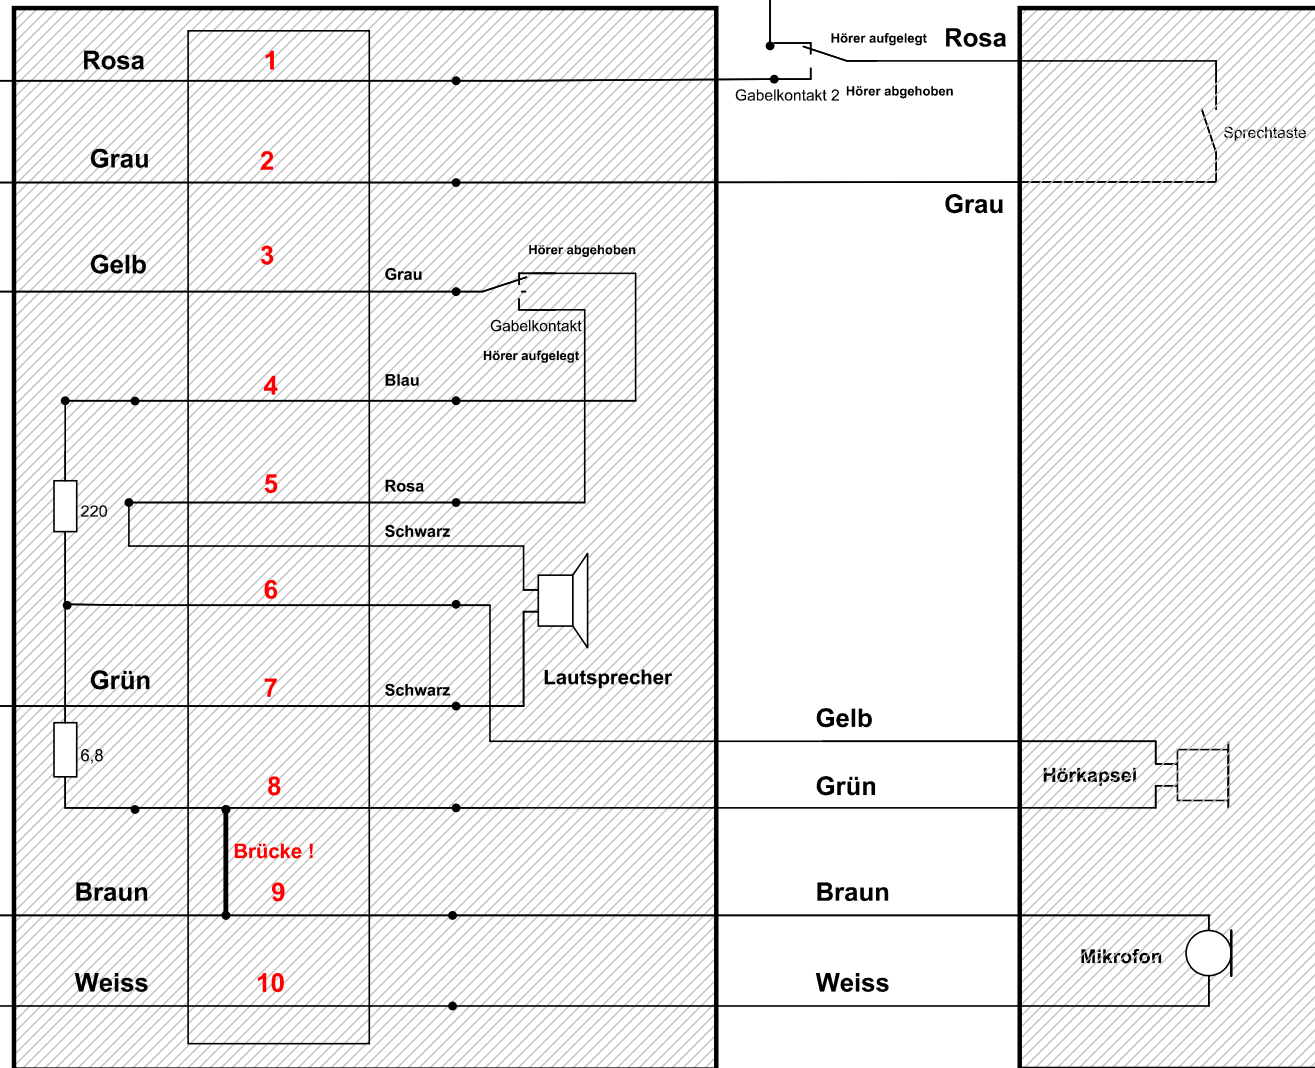 Rosa
1
Hörer aufgelegt
Rosa
Gabelkontakt 2
Hörer abgehoben
Sprechtaste
Grau
2
Grau
Gelb
3
Grau
Hörer abgehoben
Gabelkontakt
Hörer aufgelegt
4
Blau
5
Rosa
220
Schwarz
6
Lautsprecher
Grün
7
Schwarz
Gelb
6,8
8
Grün
Hörkapsel
Brücke !
Braun
9
Braun
Mikrofon
Weiss
10
Weiss